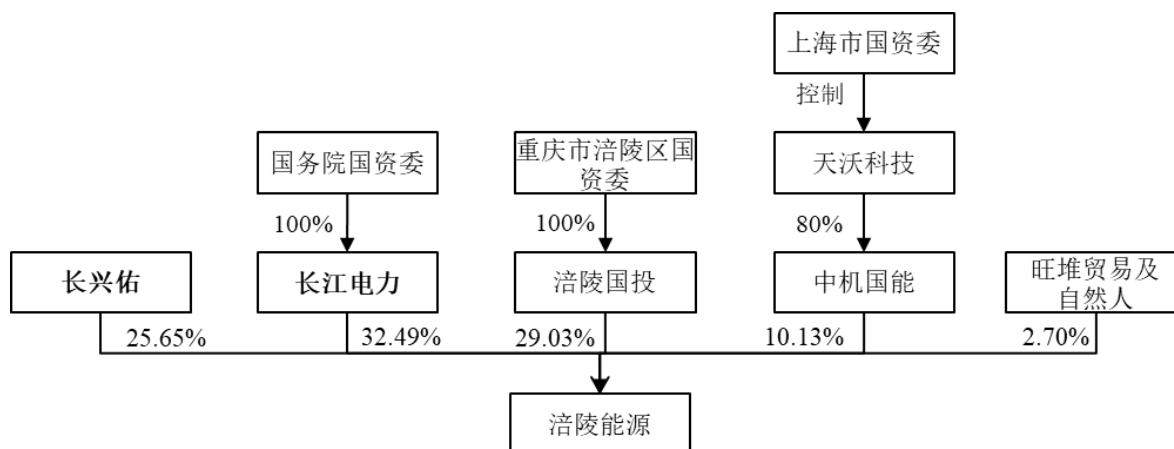 上海市国资委
控制
国务院国资委
重庆市涪陵区国
资委
天沃科技
100%
100%
80%
长兴佑
长江电力
涪陵国投
中机国能
旺堆贸易及
自然人
25.65%
32.49%
29.03%
10.13%
2.70%
涪陵能源